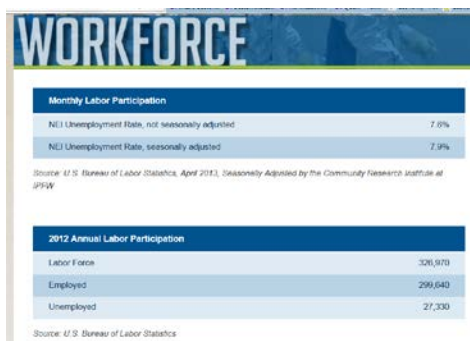 WORKFORCE
Monthly Labor Participation
NEI Unemployment Rate, not seasonally adjusted 7.6%
NEI Unemployment Rate, seasonally adjusted 7.9%
Source: U.S. Bureau of Labor Statistics, April 2013, Seasonally Adjusted by the Community Research Institute at
IPFW
2012 Annual Labor Participation
Labor Force 326,970
Employed 299,640
Unemployed 27,330
Source: U.S. Bureau of Labor Statistics